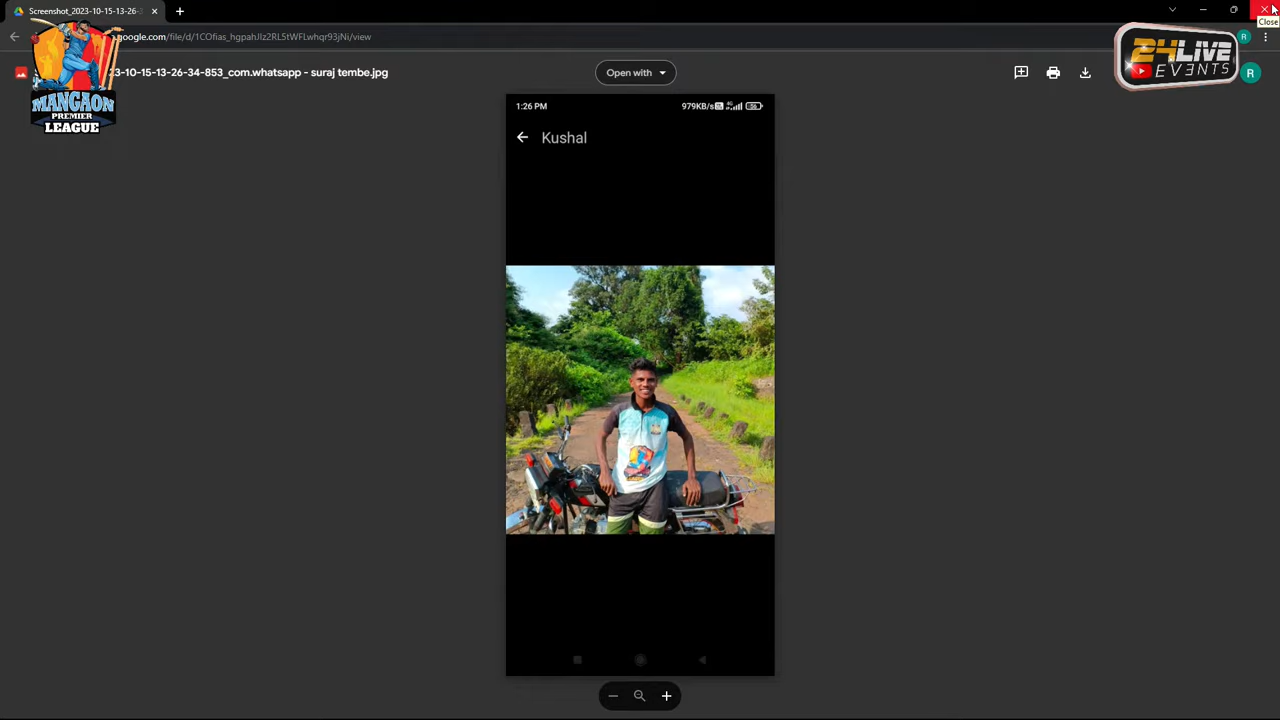 Screenshot_2023-10-15-13-26-
Close
google.com/file/d/1COfias_hgpahJlz2RL5tWFLwhqr93jNi/view
R
MANGAON
PREMIER
LEAGUE
3-10-15-13-26-34-853_com.whatsapp - suraj tembe.jpg
Open with
24LIVE
EVENTS
R
1:26 PM
979KB/s
56
Kushal